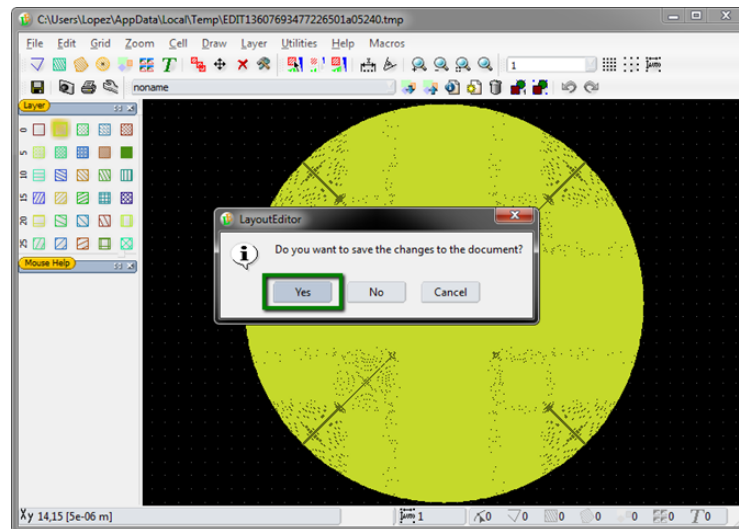 C:\Users\Lopez\AppData\Local\Temp\EDIT13607693477226501a05240.tmp
File Edit Grid Zoom Cell Draw Layer Utilities Help Macros
1
noname
Layer
0
5
10
15
20
25
LayoutEditor
Do you want to save the changes to the document?
Yes No Cancel
Mouse Help
Xy 14,15 [5e-06 m] 1 0 0 0 0 0 0 0